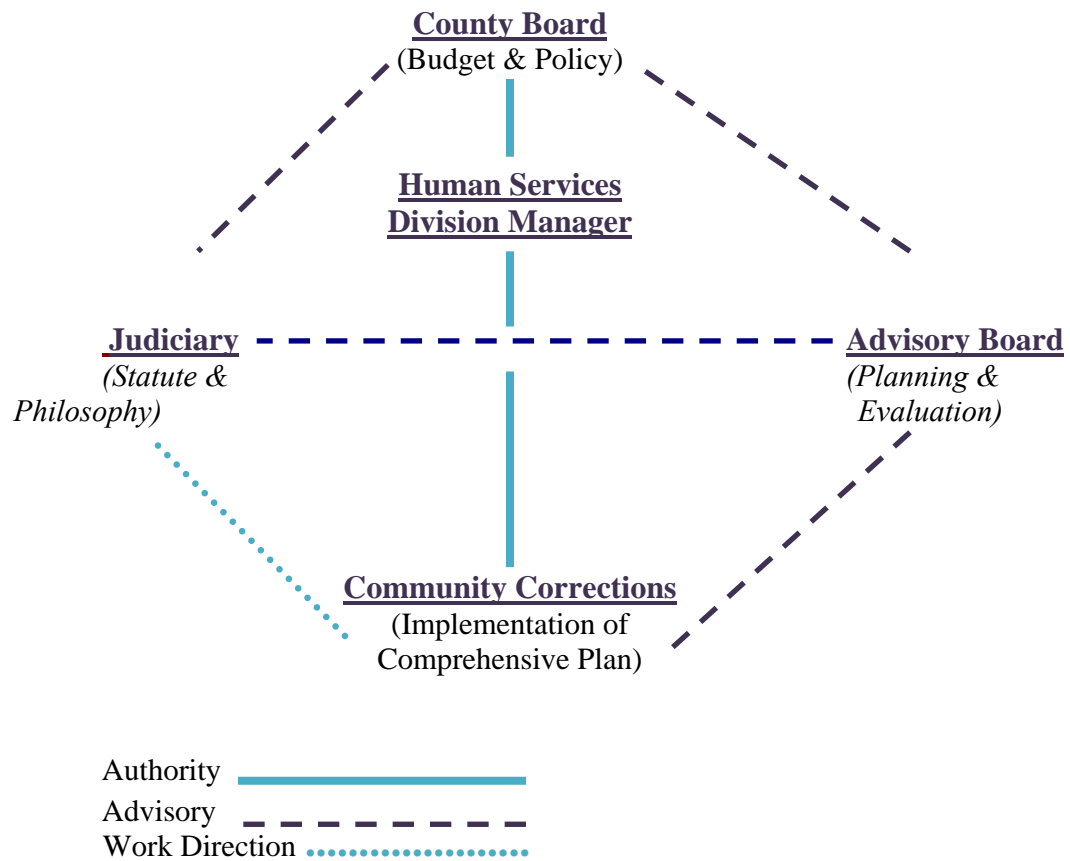 County Board
(Budget & Policy)
Human Services
Division Manager
Judiciary
(Statute &
Philosophy)
Advisory Board
(Planning &
Evaluation)
Community Corrections
(Implementation of
Comprehensive Plan)
Authority
Advisory
Work Direction